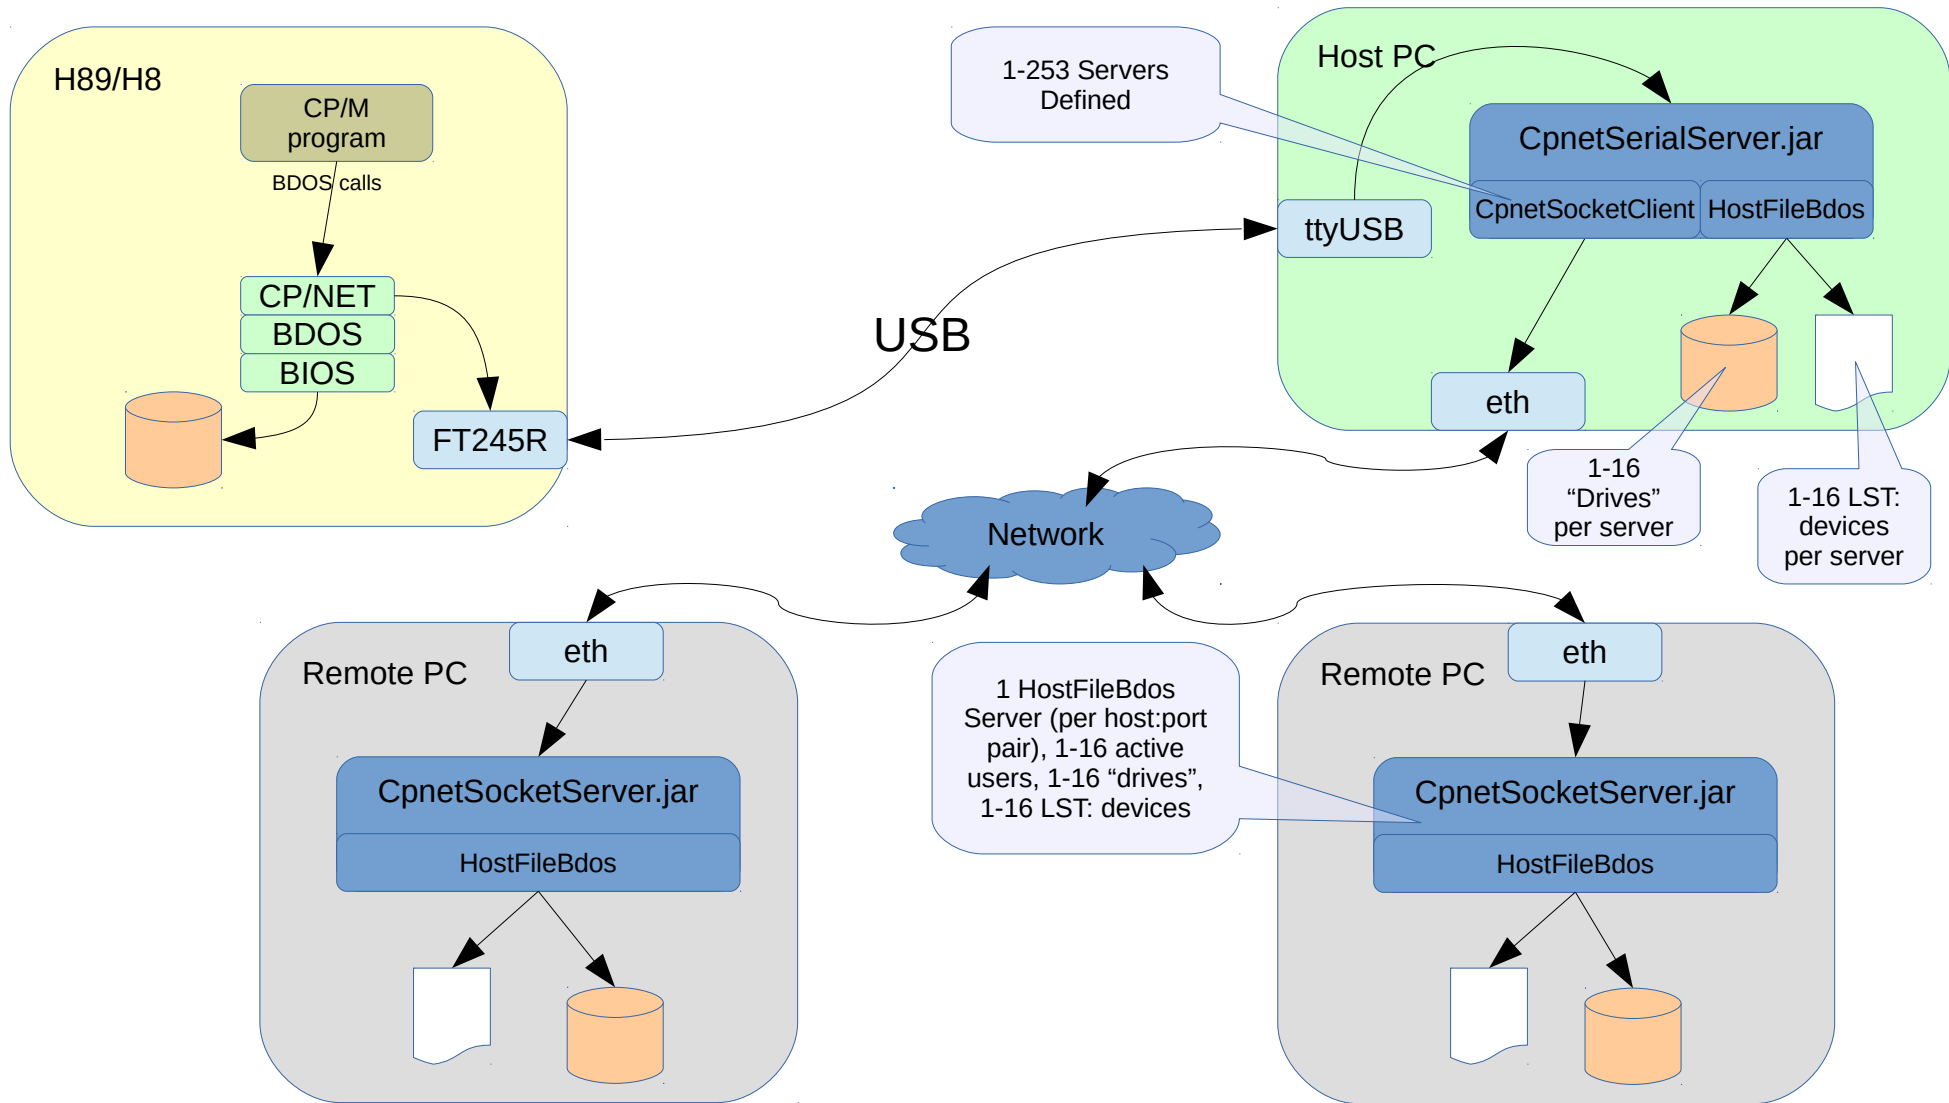 H89/H8
CP/M
program
BDOS calls
CP/NET
BDOS
BIOS
FT245R
USB
1-253 Servers
Defined
Host PC
CpnetSerialServer.jar
CpnetSocketClient
HostFileBdos
ttyUSB
eth
1-16
“Drives”
per server
1-16 LST:
devices
per server
Network
Remote PC
eth
CpnetSocketServer.jar
HostFileBdos
1 HostFileBdos
Server (per host:port
pair), 1-16 active
users, 1-16 “drives”,
1-16 LST: devices
Remote PC
eth
CpnetSocketServer.jar
HostFileBdos